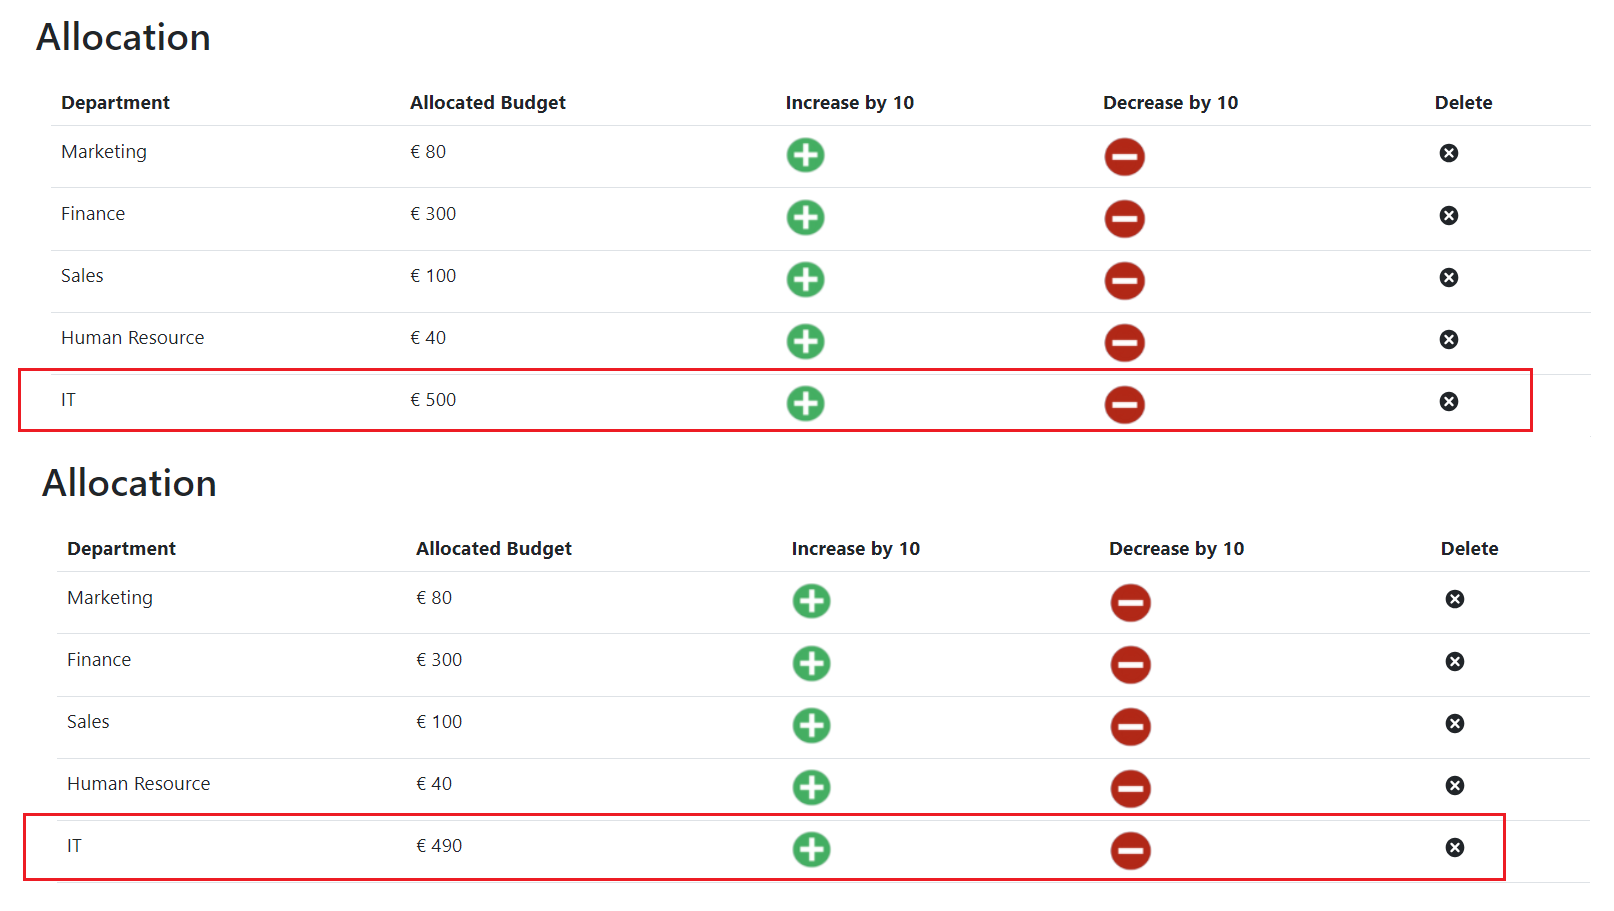 Allocation
Department Allocated Budget Increase by 10 Decrease by 10 Delete
Marketing € 80
Finance € 300
Sales € 100
Human Resource € 40
IT € 500
Allocation
Department Allocated Budget Increase by 10 Decrease by 10 Delete
Marketing € 80
Finance € 300
Sales € 100
Human Resource € 40
IT € 490